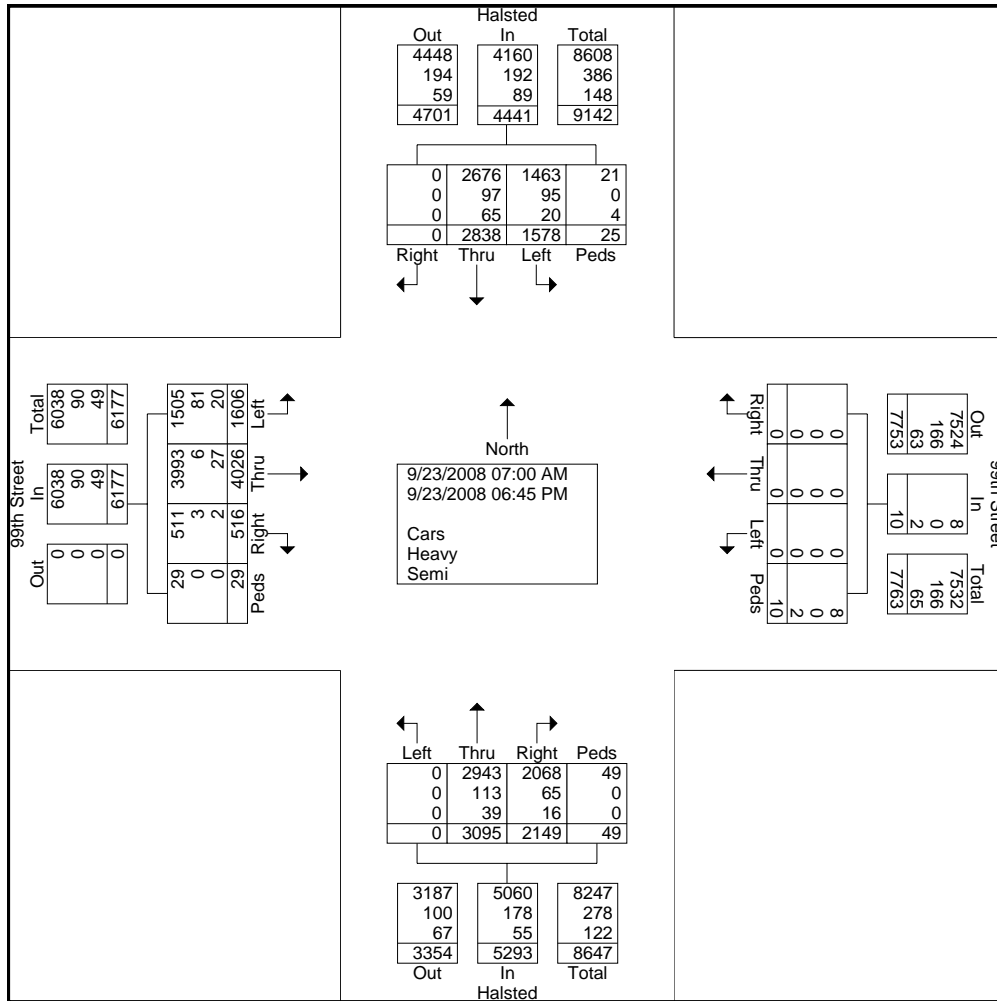 Halsted
Out In Total
4448 4160 8608
194 192 386
59 89 148
4701 4441 9142
0 2676 1463 21
0 97 95 0
0 65 20 4
0 2838 1578 25
Right Thru Left Peds
99th Street
Total In Out
6038 6038 0
90 90 0
49 49 0
6177 6177 0
1505 3993 511 29
81 6 3 0
20 27 2 0
1606 4026 516 29
Left Thru Right Peds
North
9/23/2008 07:00 AM
9/23/2008 06:45 PM
Cars
Heavy
Semi
Right Thru Left Peds
0 0 0 8
0 0 0 0
0 0 0 2
0 0 0 10
99th Street
Out In Total
7524 8 7532
166 0 166
63 2 65
7753 10 7763
Left Thru Right Peds
0 2943 2068 49
0 113 65 0
0 39 16 0
0 3095 2149 49
3187 5060 8247
100 178 278
67 55 122
3354 5293 8647
Out In Total
Halsted